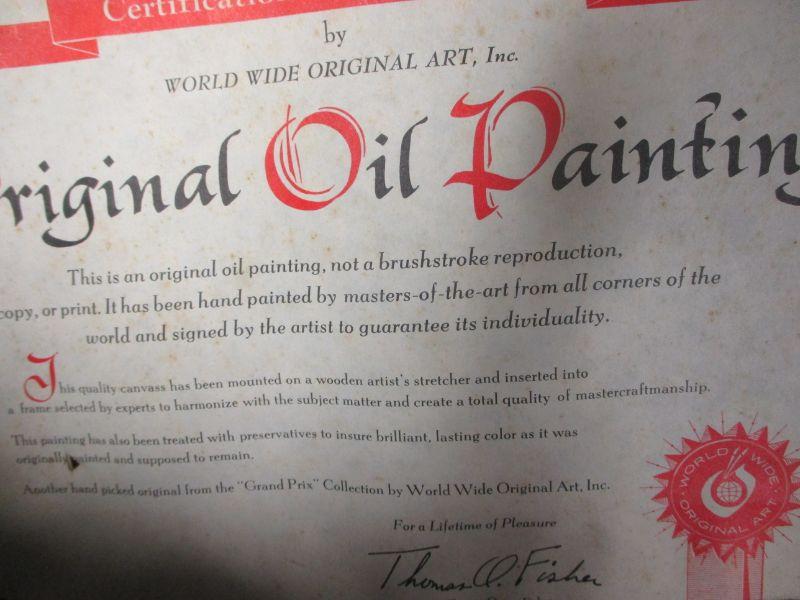 Certificatio
by
WORLD WIDE ORIGINAL ART, Inc.
riginal Oil Painting
This is an original oil painting, not a brushstroke reproduction,
copy, or print. It has been hand painted by masters-of-the-art from all corners of the
world and signed by the artist to guarantee its individuality.
This quality canvass has been mounted on a wooden artist's stretcher and inserted into
a frame selected by experts to harmonize with the subject matter and create a total quality of mastercraftmanship.
This painting has also been treated with preservatives to insure brilliant, lasting color as it was
originally painted and supposed to remain.
Another hand picked original from the "Grand Prix" Collection by World Wide Original Art, Inc.
WORLD WIDE
ORIGINAL ART
For a Lifetime of Pleasure
Thomas O. Fisher